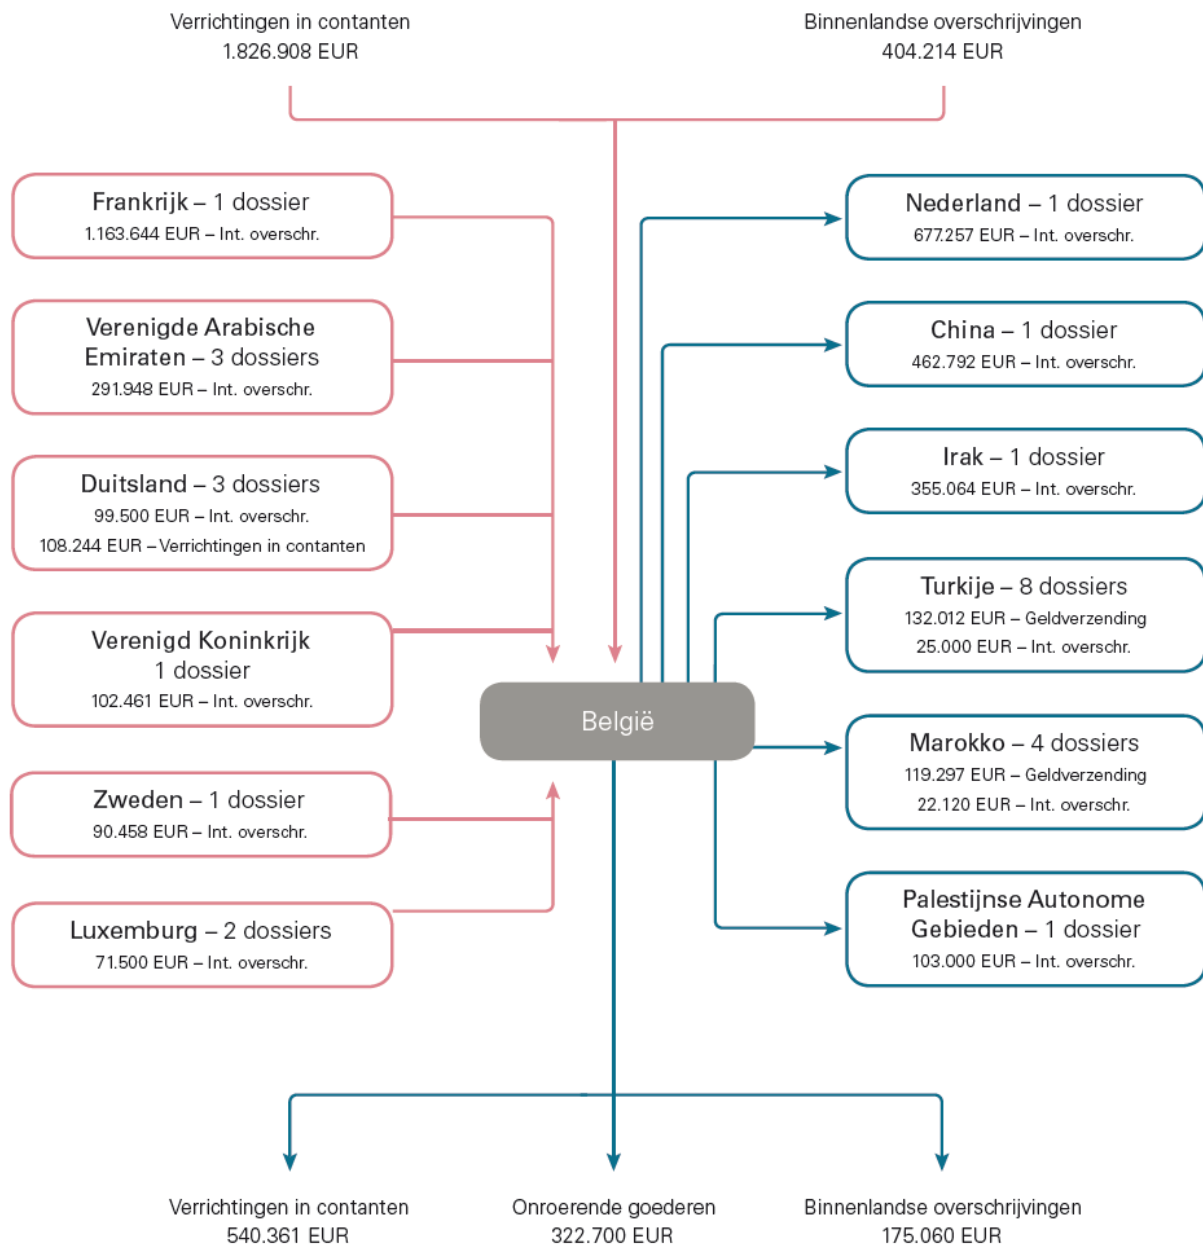 Verrichtingen in contanten
1.826.908 EUR
Binnenlandse overschrijvingen
404.214 EUR
Frankrijk – 1 dossier
1.163.644 EUR – Int. overschr.
Verenigde Arabische
Emiraten – 3 dossiers
291.948 EUR – Int. overschr.
Duitsland – 3 dossiers
99.500 EUR – Int. overschr.
108.244 EUR – Verrichtingen in contanten
Verenigd Koninkrijk
1 dossier
102.461 EUR – Int. overschr.
Zweden – 1 dossier
90.458 EUR – Int. overschr.
Luxemburg – 2 dossiers
71.500 EUR – Int. overschr.
België
Nederland – 1 dossier
677.257 EUR – Int. overschr.
China – 1 dossier
462.792 EUR – Int. overschr.
Irak – 1 dossier
355.064 EUR – Int. overschr.
Turkije – 8 dossiers
132.012 EUR – Geldverzending
25.000 EUR – Int. overschr.
Marokko – 4 dossiers
119.297 EUR – Geldverzending
22.120 EUR – Int. overschr.
Palestijnse Autonome
Gebieden – 1 dossier
103.000 EUR – Int. overschr.
Verrichtingen in contanten
540.361 EUR
Onroerende goederen
322.700 EUR
Binnenlandse overschrijvingen
175.060 EUR